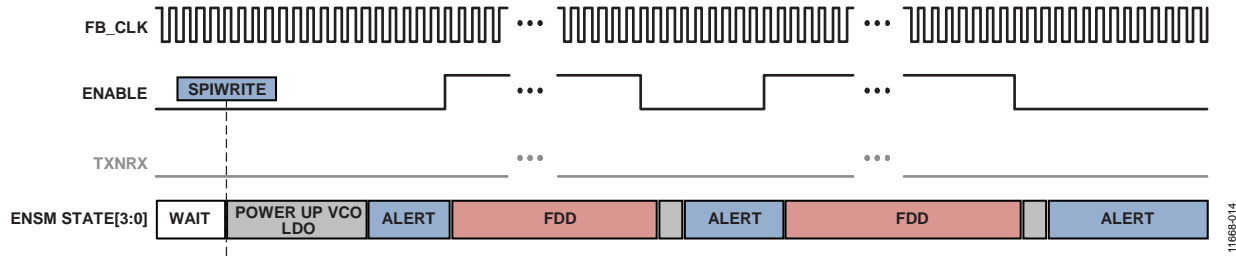 FB_CLK
ENABLE
SPIWRITE
TXNRX
ENSM STATE[3:0] WAIT POWER UP VCO LDO ALERT FDD ALERT FDD ALERT
11668-014